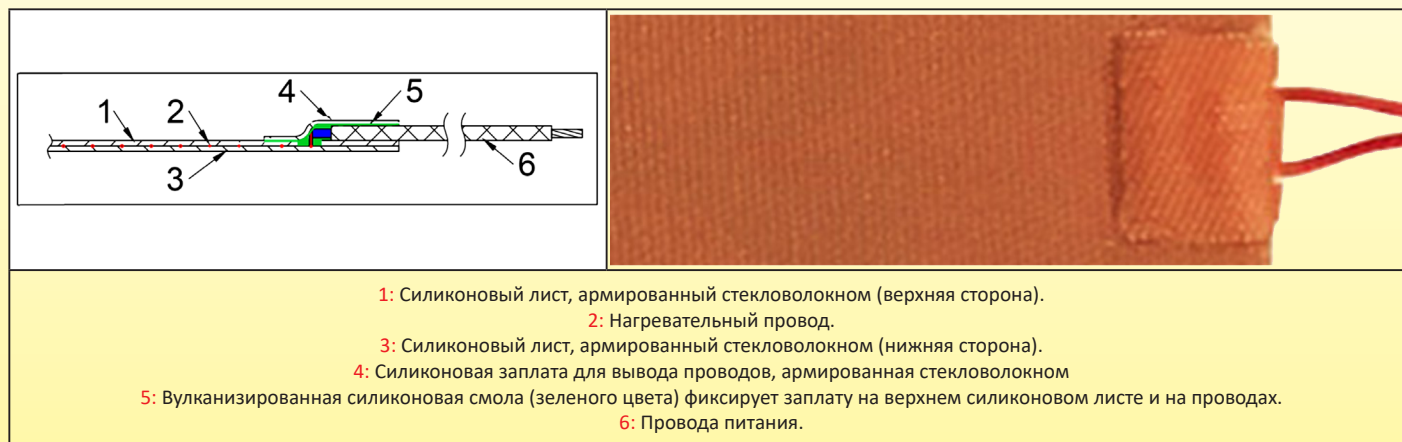 4
5
1
2
3
6
1: Силиконовый лист, армированный стекловолокном (верхняя сторона).
2: Нагревательный провод.
3: Силиконовый лист, армированный стекловолокном (нижняя сторона).
4: Силиконовая заплата для вывода проводов, армированная стекловолокном
5: Вулканизированная силиконовая смола (зеленого цвета) фиксирует заплату на верхнем силиконовом листе и на проводах.
6: Провода питания.